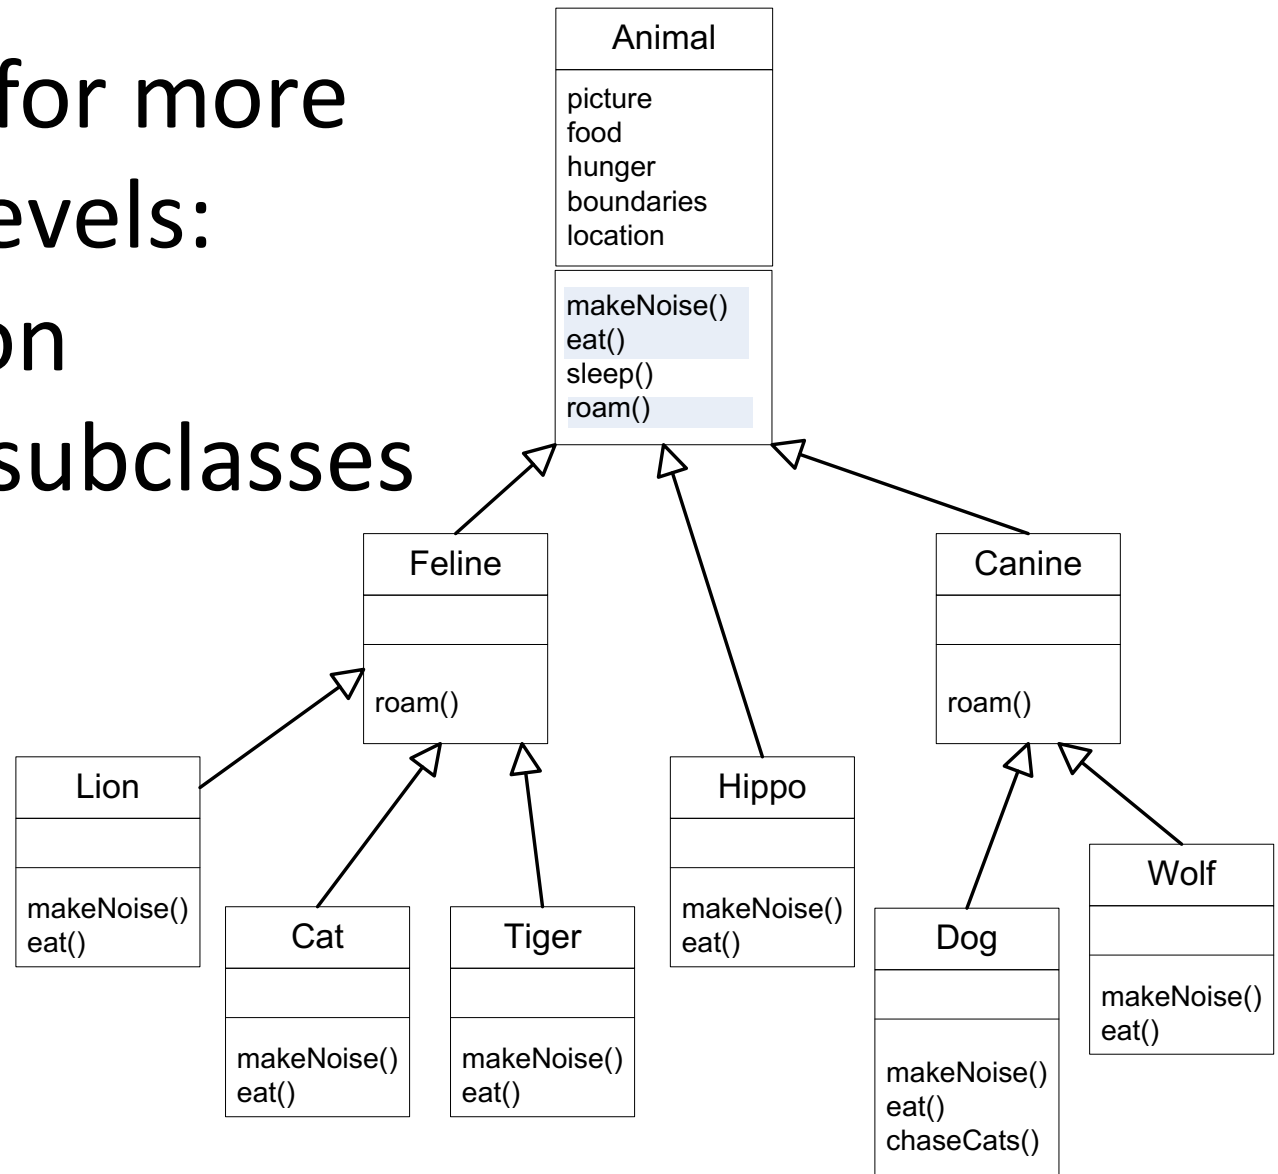 for more
evels:
on
subclasses
Animal
picture
food
hunger
boundaries
location
makeNoise()
eat()
sleep()
roam()
Feline
roam()
Canine
roam()
Lion
makeNoise()
eat()
Cat
makeNoise()
eat()
Tiger
makeNoise()
eat()
Hippo
makeNoise()
eat()
Dog
makeNoise()
eat()
chaseCats()
Wolf
makeNoise()
eat()